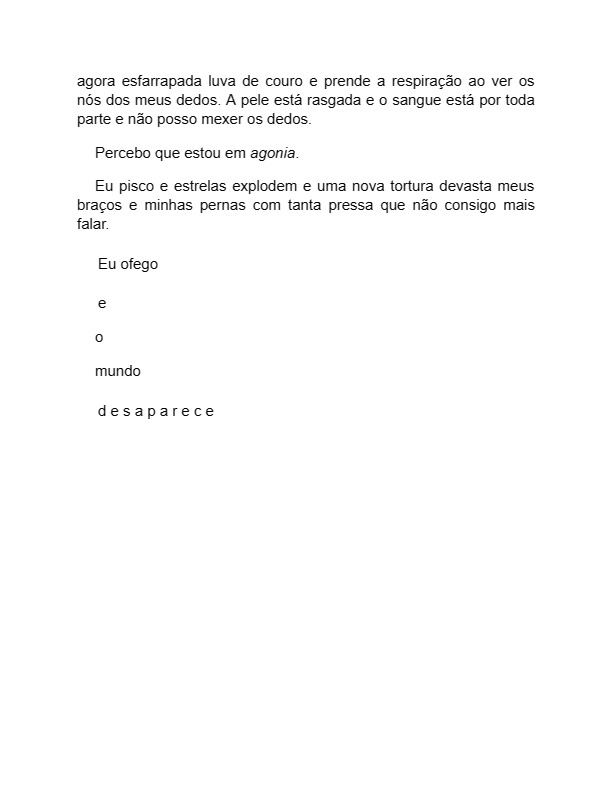 agora esfarrapada luva de couro e prende a respiração ao ver os
nós dos meus dedos. A pele está rasgada e o sangue está por toda
parte e não posso mexer os dedos.
Percebo que estou em agonia.
Eu pisco e estrelas explodem e uma nova tortura devasta meus
braços e minhas pernas com tanta pressa que não consigo mais
falar.
Eu ofego
e
o
mundo
d e s a p a r e c e